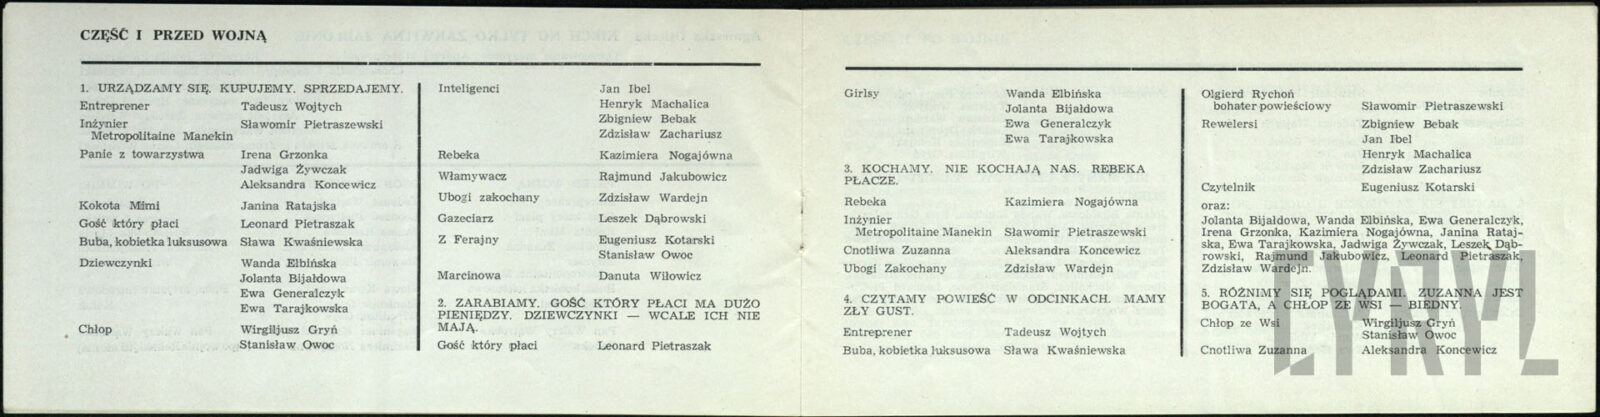 CZĘŚĆ I PRZED WOJNĄ
1. URZĄDZAMY SIĘ. KUPUJEMY. SPRZEDAJEMY.
Entreprener Tadeusz Wojtych
Inżynier
Metropolitaine Manekin Sławomir Pietraszewski
Panie z towarzystwa Irena Grzonka
Jadwiga Żywczak
Aleksandra Koncewicz
Kokota Mimi Janina Ratajska
Gość który płaci Leonard Pietraszak
Buba, kobietka luksusowa Sława Kwaśniewska
Dziewczynki Wanda Elbińska
Jolanta Bijałdowa
Ewa Generalczyk
Ewa Tarajkowska
Chłop Wirgiljusz Gryń
Stanisław Owoc
Inteligenci Jan Ibel
Henryk Machalica
Zbigniew Bebak
Zdzisław Zachariusz
Rebeka Kazimiera Nogajówna
Włamywacz Rajmund Jakubowicz
Ubogi zakochany Zdzisław Wardejn
Gazeciarz Leszek Dąbrowski
Z Ferajny Eugeniusz Kotarski
Stanisław Owoc
Marcinowa Danuta Wiłowicz
2. ZARABIAMY. GOŚĆ KTÓRY PŁACI MA DUŻO
PIENIĘDZY. DZIEWCZYNKI — WCALE ICH NIE
MAJĄ.
Gość który płaci Leonard Pietraszak
Girlsy Wanda Elbińska
Jolanta Bijałdowa
Ewa Generalczyk
Ewa Tarajkowska
3. KOCHAMY. NIE KOCHAJĄ NAS. REBEKA
PŁACZE.
Rebeka Kazimiera Nogajówna
Inżynier
Metropolitaine Manekin Sławomir Pietraszewski
Cnotliwa Zuzanna Aleksandra Koncewicz
Ubogi Zakochany Zdzisław Wardejn
4. CZYTAMY POWIEŚĆ W ODCINKACH. MAMY
ZŁY GUST.
Entreprener Tadeusz Wojtych
Buba, kobietka luksusowa Sława Kwaśniewska
Olgierd Rychoń
bohater powieściowy Sławomir Pietraszewski
Rewelersi Zbigniew Bebak
Jan Ibel
Henryk Machalica
Zdzisław Zachariusz
Czytelnik Eugeniusz Kotarski
oraz:
Jolanta Bijałdowa, Wanda Elbińska, Ewa Generalczyk,
Irena Grzonka, Kazimiera Nogajówna, Janina Rataj-
ska, Ewa Tarajkowska, Jadwiga Żywczak, Leszek Dąb-
rowski, Rajmund Jakubowicz, Leonard Pietraszak,
Zdzisław Wardejn.
5. RÓŻNIMY SIĘ POGLĄDAMI. ZUZANNA JEST
BOGATA, A CHŁOP ZE WSI — BIEDNY.
Chłop ze Wsi Wirgiljusz Gryń
Stanisław Owoc
Cnotliwa Zuzanna Aleksandra Koncewicz
CYRYL